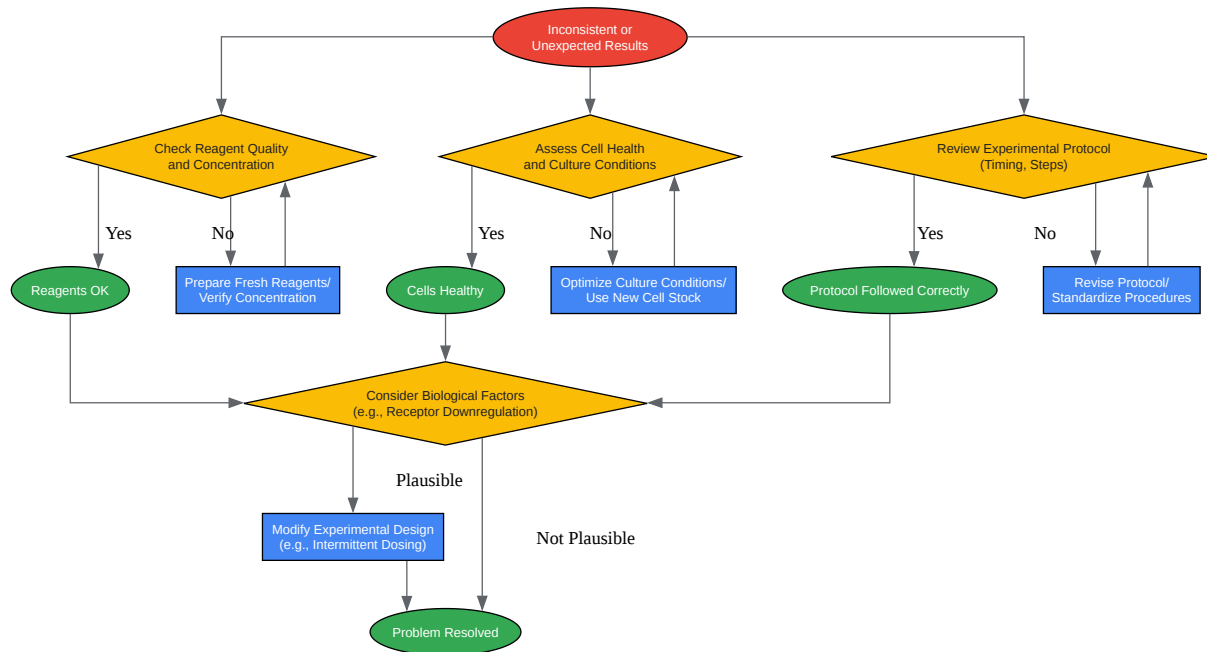 Inconsistent or
Unexpected Results
Check Reagent Quality
and Concentration
Assess Cell Health
and Culture Conditions
Review Experimental Protocol
(Timing, Steps)
Yes
No
Yes
No
Yes
No
Reagents OK
Prepare Fresh Reagents/
Verify Concentration
Cells Healthy
Optimize Culture Conditions/
Use New Cell Stock
Protocol Followed Correctly
Revise Protocol/
Standardize Procedures
Consider Biological Factors
(e.g., Receptor Downregulation)
Plausible
Not Plausible
Modify Experimental Design
(e.g., Intermittent Dosing)
Problem Resolved